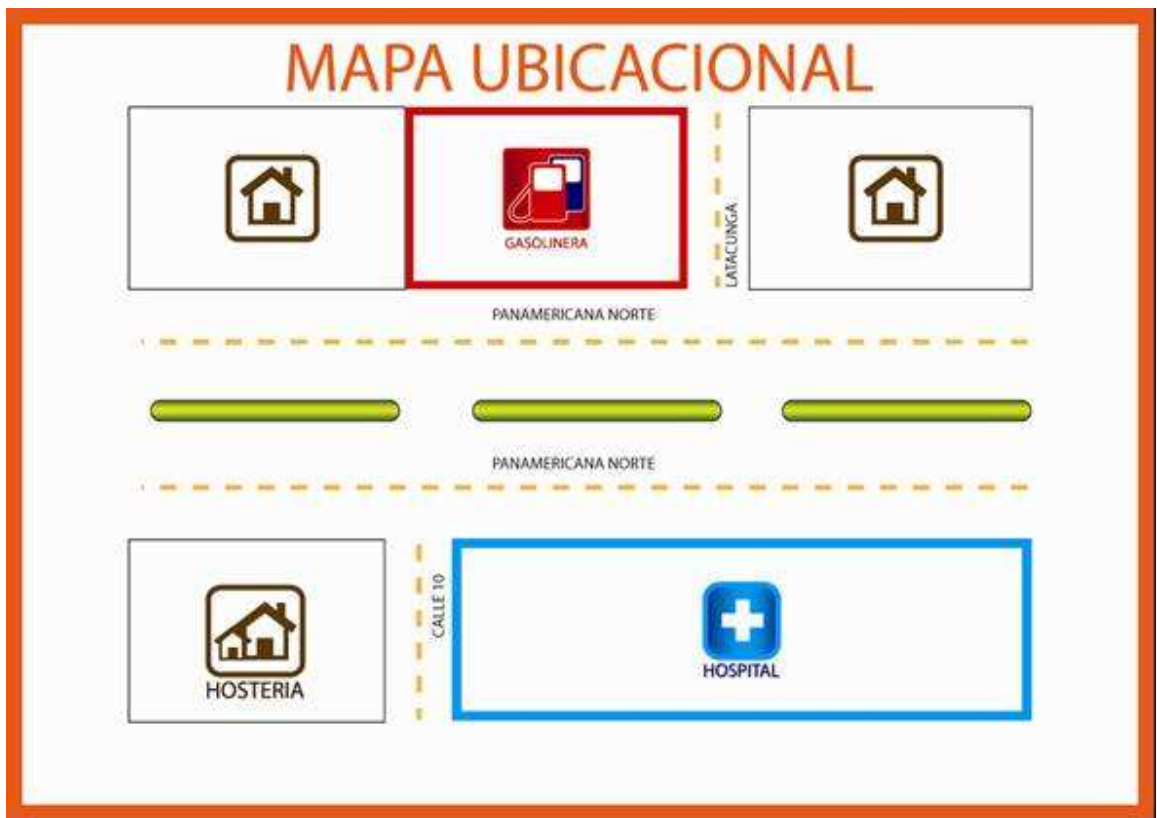 MAPA UBICACIONAL
GASOLINERA
LATACUNGA
PANAMERICANA NORTE
PANAMERICANA NORTE
CALLE 10
HOSTERIA
HOSPITAL